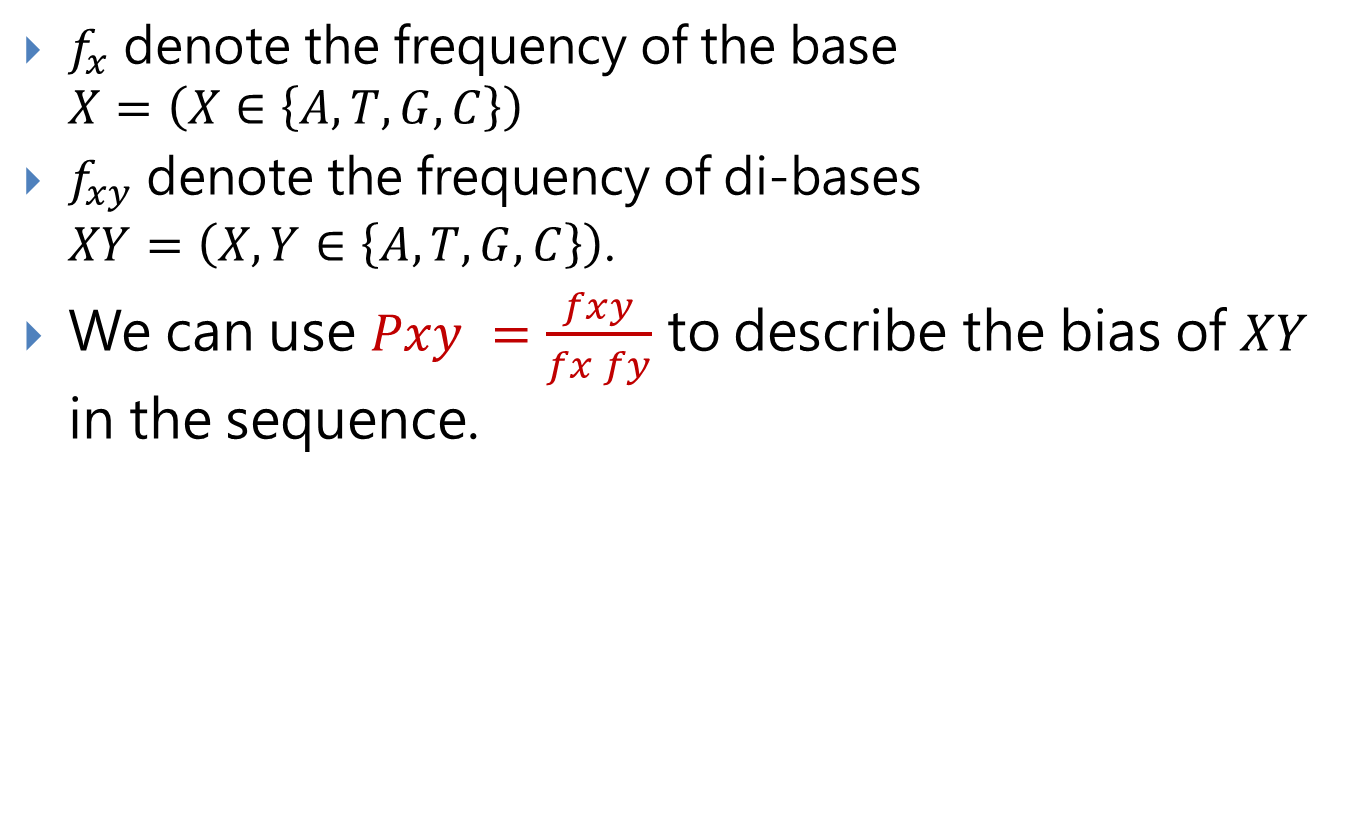 ▸ fₓ denote the frequency of the base
X = (X ∈ {A, T, G, C})
▸ f_xy denote the frequency of di-bases
XY = (X, Y ∈ {A, T, G, C}).
▸ We can use Pxy = fxy / fx fy to describe the bias of XY
in the sequence.